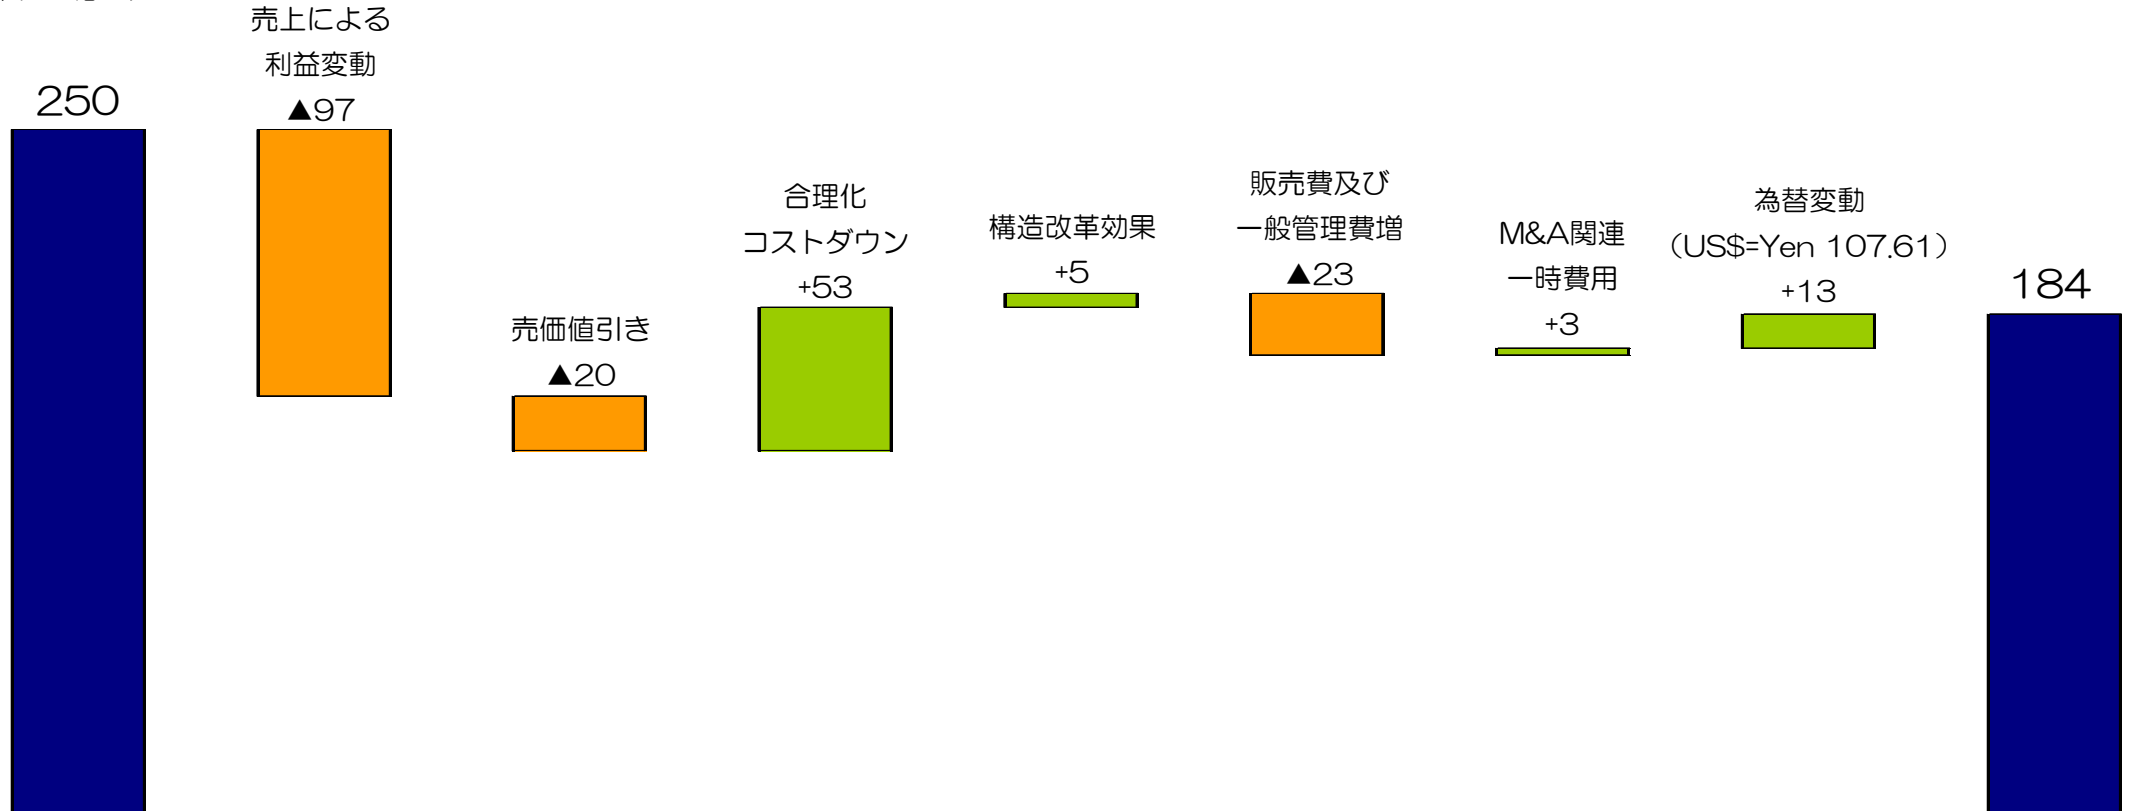 250
売上による
利益変動
▲97
売価値引き
▲20
合理化
コストダウン
+53
構造改革効果
+5
販売費及び
一般管理費増
▲23
M&A関連
一時費用
+3
為替変動
(US$=Yen 107.61)
+13
184